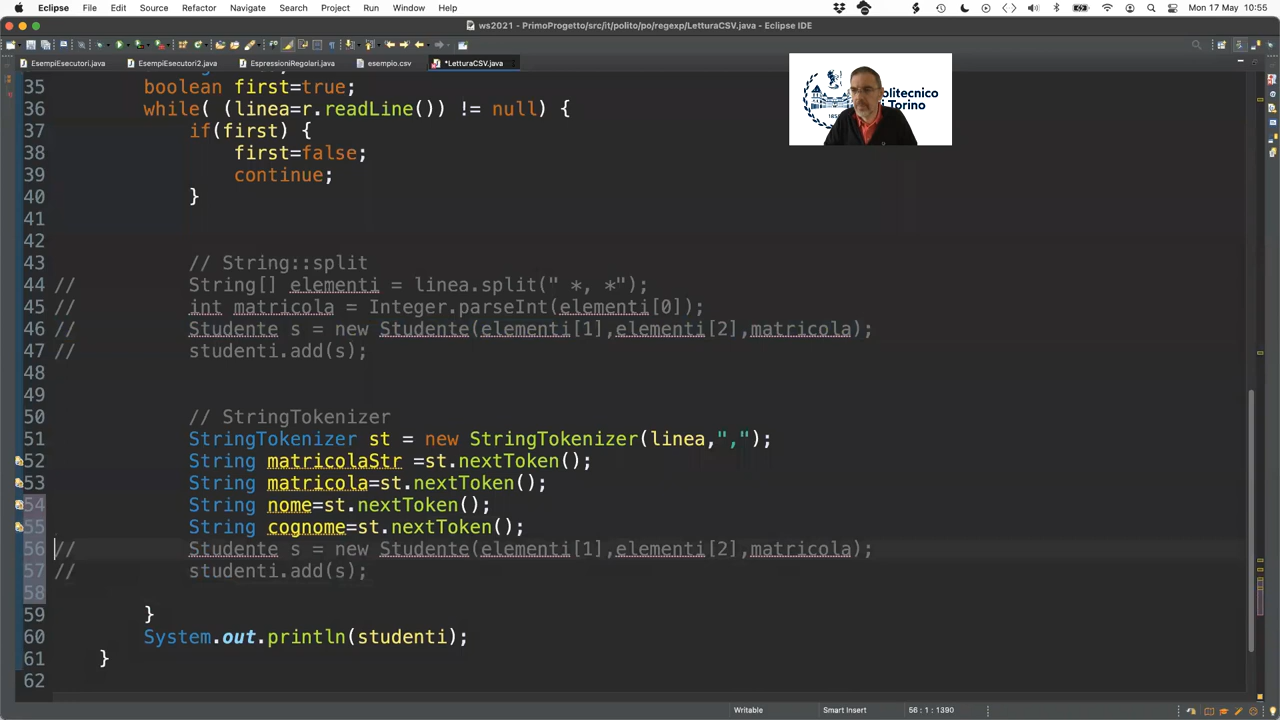 Eclipse File Edit Source Refactor Navigate Search Project Run Window Help Mon 17 May 10:55
ws2021 - PrimoProgetto/src/it/polito/po/regexp/LetturaCSV.java - Eclipse IDE
EsempiEsecutori.java EsempiEsecutori2.java EspressioniRegolari.java esempio.csv *LetturaCSV.java
35 boolean first=true;
36 while( (linea=r.readLine()) != null) {
37 if(first) {
38 first=false;
39 continue;
40 }
41
42
43 // String::split
44 // String[] elementi = linea.split(" *, *");
45 // int matricola = Integer.parseInt(elementi[0]);
46 // Studente s = new Studente(elementi[1],elementi[2],matricola);
47 // studenti.add(s);
48
49
50 // StringTokenizer
51 StringTokenizer st = new StringTokenizer(linea,",");
52 String matricolaStr =st.nextToken();
53 String matricola=st.nextToken();
54 String nome=st.nextToken();
55 String cognome=st.nextToken();
56 // Studente s = new Studente(elementi[1],elementi[2],matricola);
57 // studenti.add(s);
58
59 }
60 System.out.println(studenti);
61 }
62
Politecnico
di Torino
Writable Smart Insert 56 : 1 : 1390